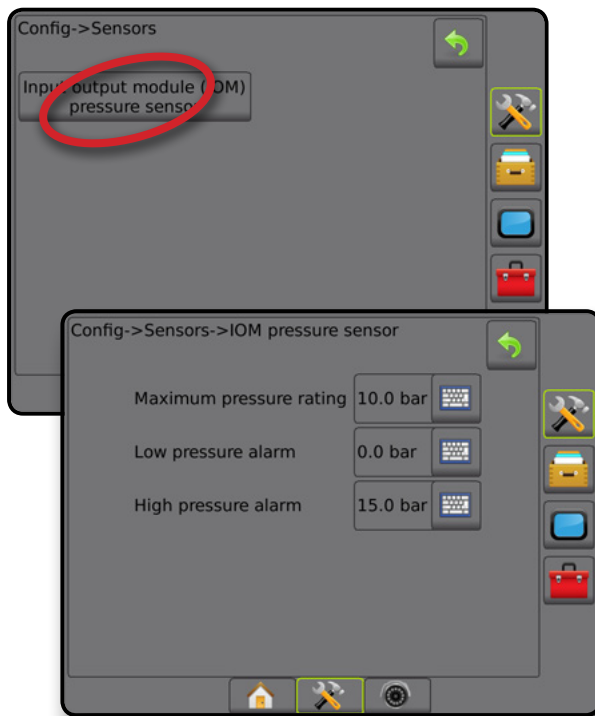 Config->Sensors
Input output module (IOM)
pressure sensor
Config->Sensors->IOM pressure sensor
Maximum pressure rating 10.0 bar
Low pressure alarm 0.0 bar
High pressure alarm 15.0 bar